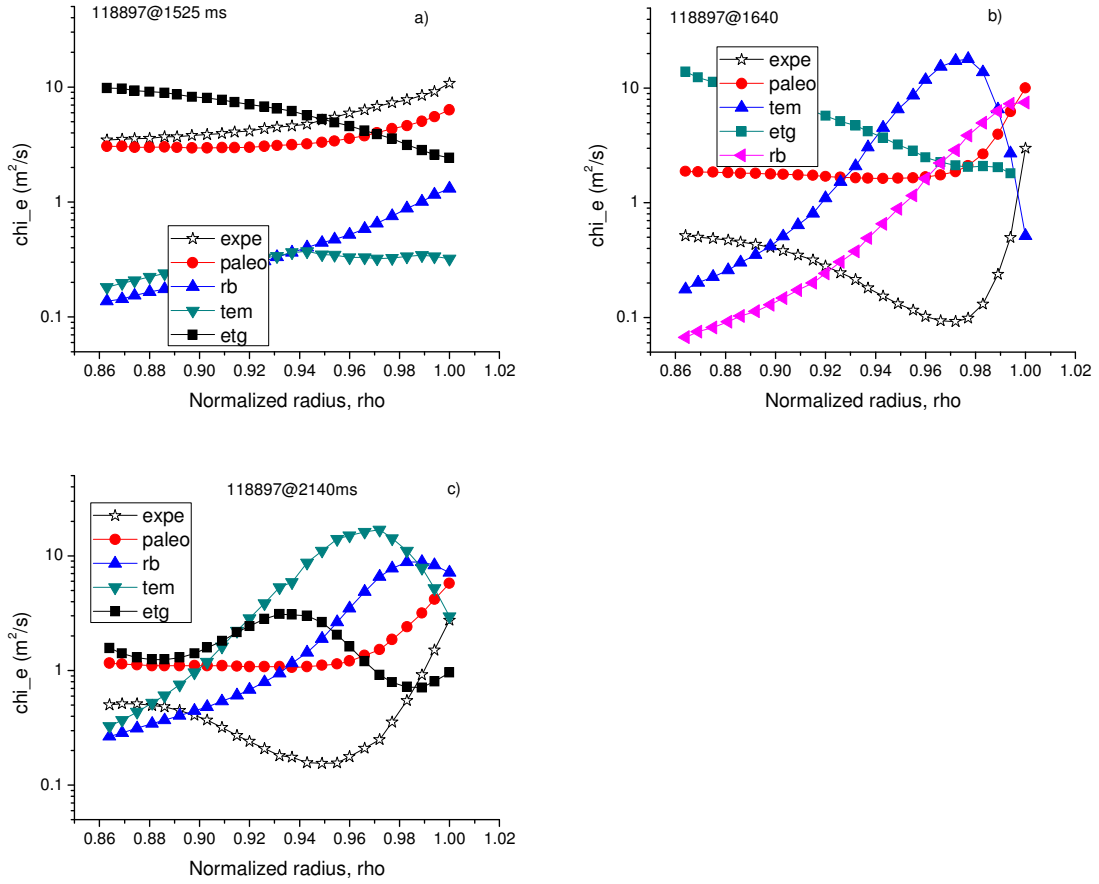 118897@1525 ms
a)
10
1
0.1
chi_e (m²/s)
expe
paleo
rb
tem
etg
0.86 0.88 0.90 0.92 0.94 0.96 0.98 1.00 1.02
Normalized radius, rho
118897@1640
b)
10
1
0.1
chi_e (m²/s)
expe
paleo
tem
etg
rb
0.86 0.88 0.90 0.92 0.94 0.96 0.98 1.00 1.02
Normalized radius, rho
118897@2140ms
c)
10
1
0.1
chi_e (m²/s)
expe
paleo
rb
tem
etg
0.86 0.88 0.90 0.92 0.94 0.96 0.98 1.00 1.02
Normalized radius, rho